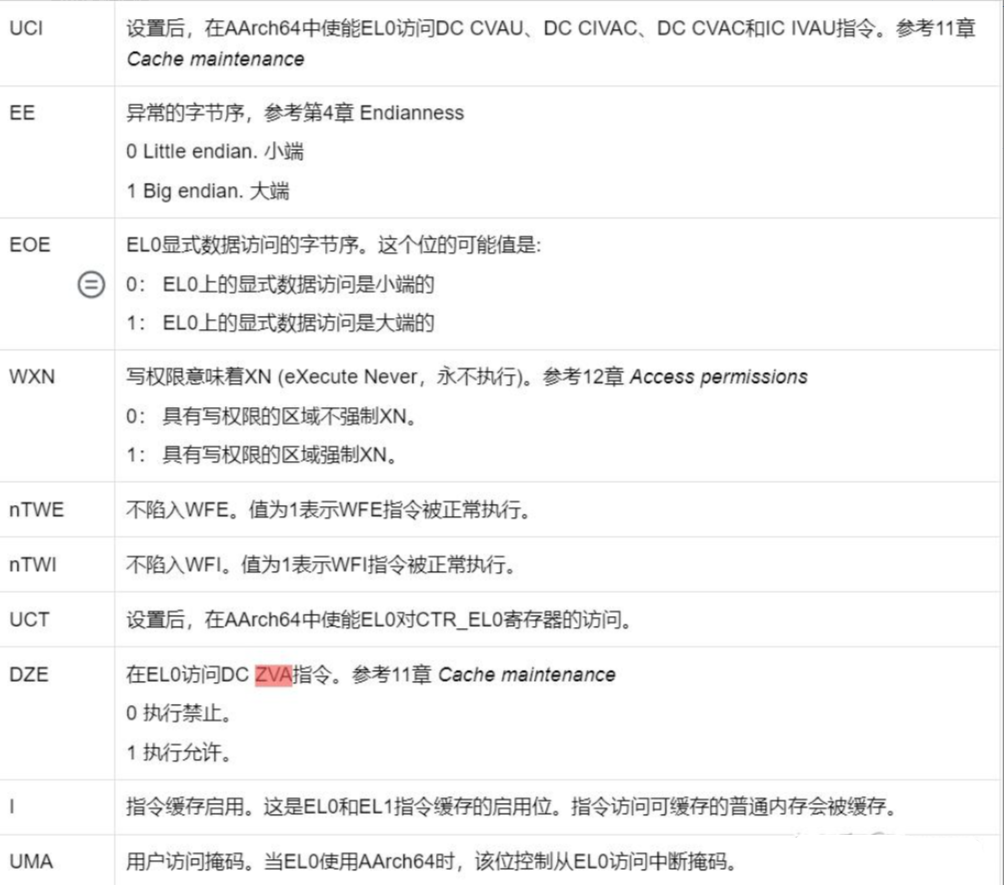 UCI 设置后，在AArch64中使能EL0访问DC CVAU、DC CIVAC、DC CVAC和IC IVAU指令。参考11章
Cache maintenance
EE 异常的字节序，参考第4章 Endianness
0 Little endian. 小端
1 Big endian. 大端
EOE EL0显式数据访问的字节序。这个位的可能值是:
0： EL0上的显式数据访问是小端的
1： EL0上的显式数据访问是大端的
WXN 写权限意味着XN (eXecute Never，永不执行)。参考12章 Access permissions
0： 具有写权限的区域不强制XN。
1： 具有写权限的区域强制XN。
nTWE 不陷入WFE。值为1表示WFE指令被正常执行。
nTWI 不陷入WFI。值为1表示WFI指令被正常执行。
UCT 设置后，在AArch64中使能EL0对CTR_EL0寄存器的访问。
DZE 在EL0访问DC ZVA指令。参考11章 Cache maintenance
0 执行禁止。
1 执行允许。
I 指令缓存启用。这是EL0和EL1指令缓存的启用位。指令访问可缓存的普通内存会被缓存。
UMA 用户访问掩码。当EL0使用AArch64时，该位控制从EL0访问中断掩码。